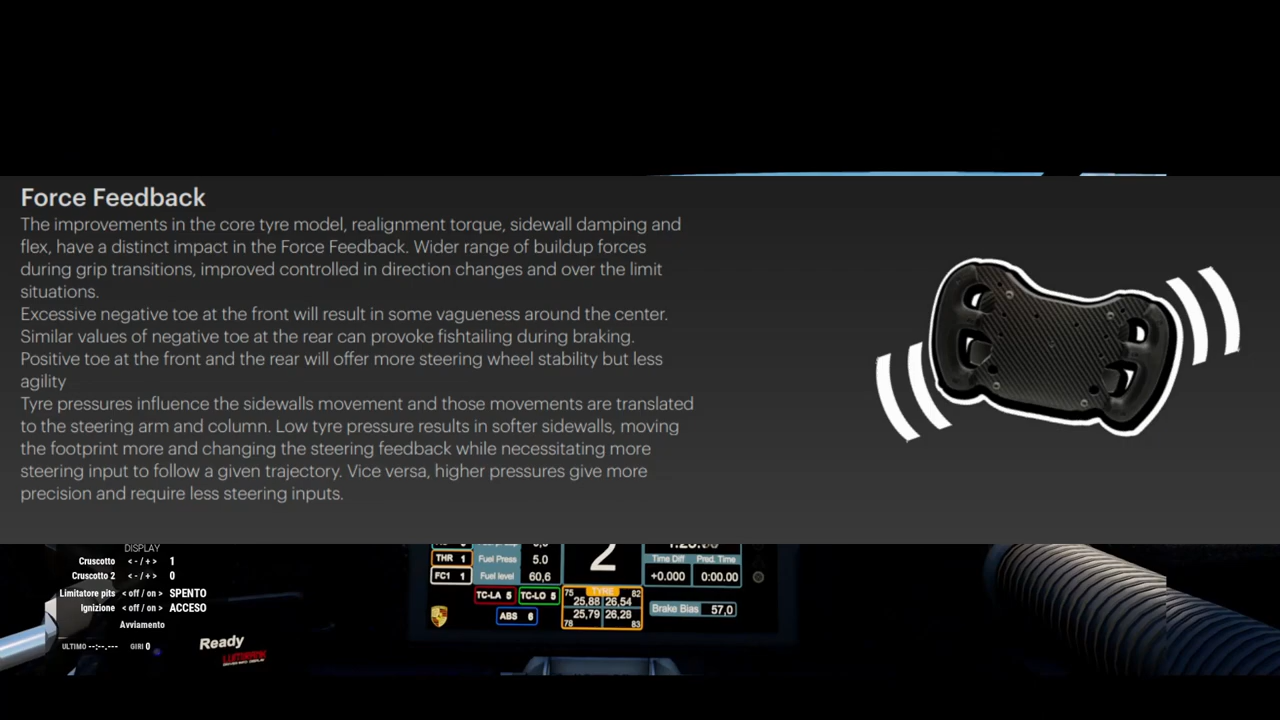 Force Feedback
The improvements in the core tyre model, realignment torque, sidewall damping and
flex, have a distinct impact in the Force Feedback. Wider range of buildup forces
during grip transitions, improved controlled in direction changes and over the limit
situations.
Excessive negative toe at the front will result in some vagueness around the center.
Similar values of negative toe at the rear can provoke fishtailing during braking.
Positive toe at the front and the rear will offer more steering wheel stability but less
agility
Tyre pressures influence the sidewalls movement and those movements are translated
to the steering arm and column. Low tyre pressure results in softer sidewalls, moving
the footprint more and changing the steering feedback while necessitating more
steering input to follow a given trajectory. Vice versa, higher pressures give more
precision and require less steering inputs.
DISPLAY
Cruscotto < - / + > 1
Cruscotto 2 < - / + > 0
Limitatore pits < off / on > SPENTO
Ignizione < off / on > ACCESO
Avviamento
ULTIMO --:--,--- GIRI 0
Ready
THR 1 Fuel Press 5.0
FC1 1 Fuel level 60,6
2
Time Diff Pred. Time
+0.000 0:00.00
TC-LA 5 TC-LO 5
ABS 6
75 TYRE 82
25,88 26,54
25,79 26,28
78 83
Brake Bias 57,0